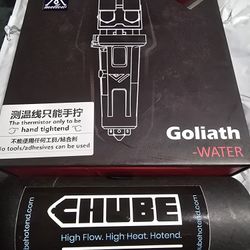 测温线只能手拧
The thermistor only to be
hand tightend
不能使用任何工具/粘合剂
No tools/adhesives can be used
Goliath
-WATER
CHUBE
High Flow. High Heat. Hotend.